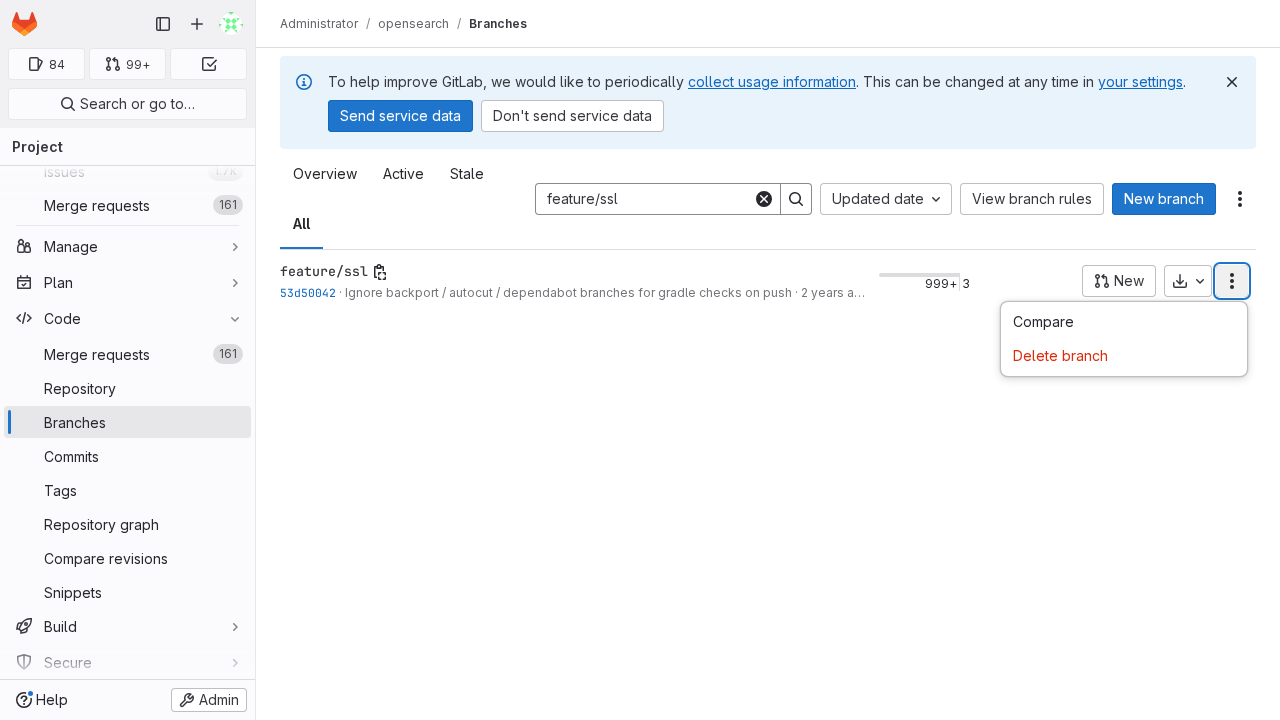 Administrator / opensearch / Branches
84
99+
Search or go to…
Project
Issues 1.7k
Merge requests 161
Manage
Plan
Code
Merge requests 161
Repository
Branches
Commits
Tags
Repository graph
Compare revisions
Snippets
Build
Secure
Help
Admin
To help improve GitLab, we would like to periodically collect usage information. This can be changed at any time in your settings.
Send service data
Don't send service data
Overview
Active
Stale
All
feature/ssl
Updated date
View branch rules
New branch
feature/ssl
53d50042 · Ignore backport / autocut / dependabot branches for gradle checks on push · 2 years a…
999+ 3
New
Compare
Delete branch